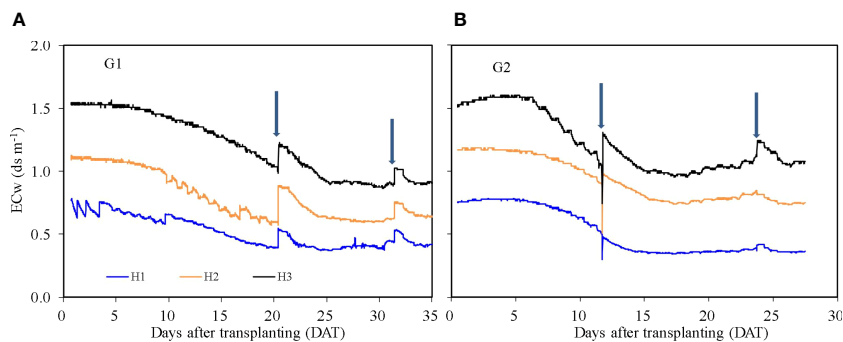 A
B
G1
G2
ECw (ds m⁻¹)
2.0
1.5
1.0
0.5
0.0
H1 H2 H3
0 5 10 15 20 25 30 35
0 5 10 15 20 25 30
Days after transplanting (DAT)
Days after transplanting (DAT)